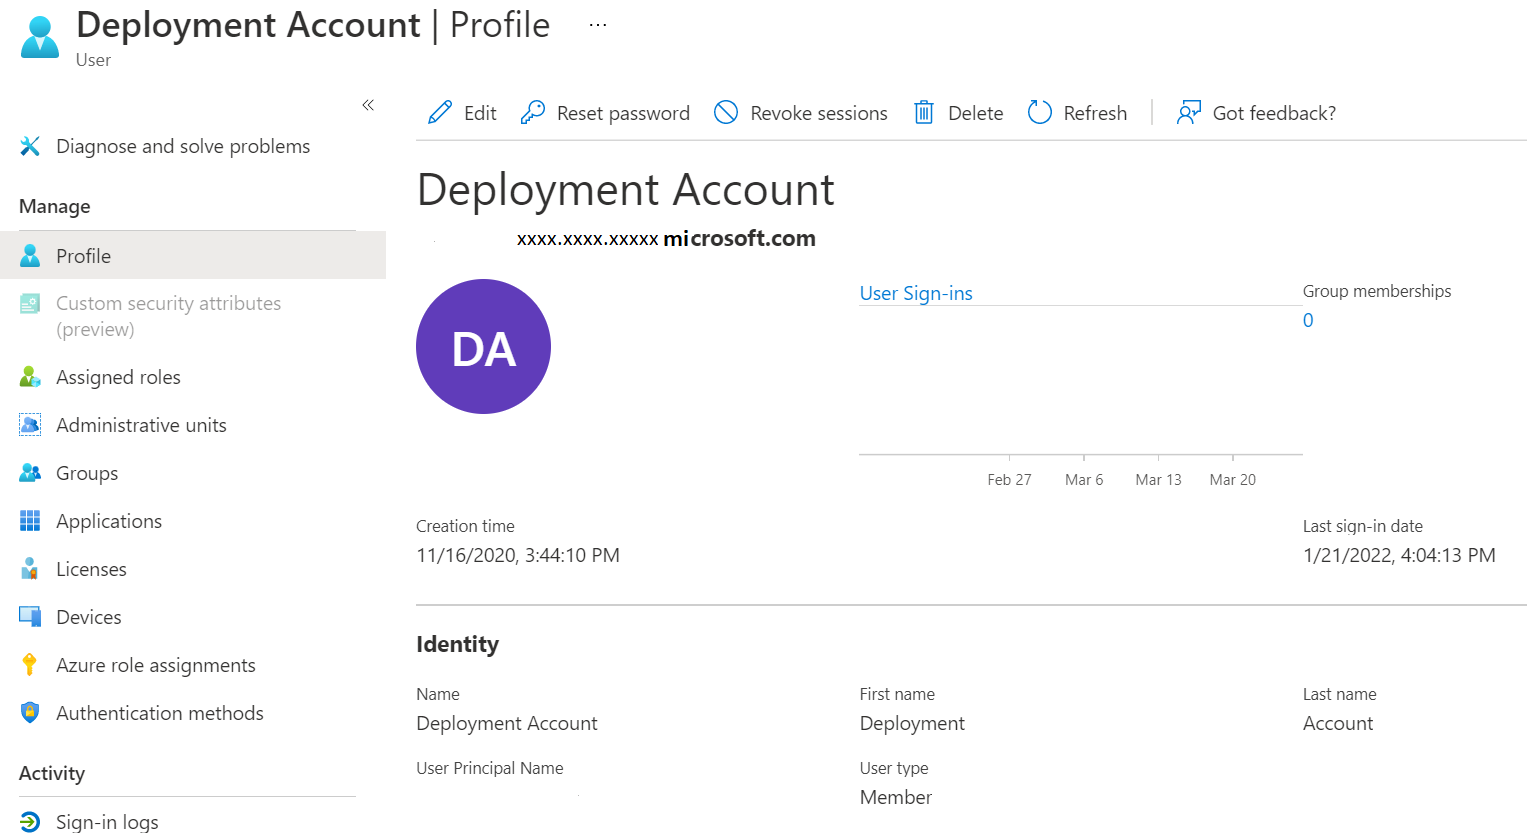 Deployment Account | Profile ...
User
«
Diagnose and solve problems
Manage
Profile
Custom security attributes
(preview)
Assigned roles
Administrative units
Groups
Applications
Licenses
Devices
Azure role assignments
Authentication methods
Activity
Sign-in logs
Edit Reset password Revoke sessions Delete Refresh Got feedback?
Deployment Account
xxxx.xxxx.xxxxx microsoft.com
DA
User Sign-ins
Feb 27 Mar 6 Mar 13 Mar 20
Group memberships
0
Creation time
11/16/2020, 3:44:10 PM
Last sign-in date
1/21/2022, 4:04:13 PM
Identity
Name
Deployment Account
First name
Deployment
Last name
Account
User Principal Name
User type
Member